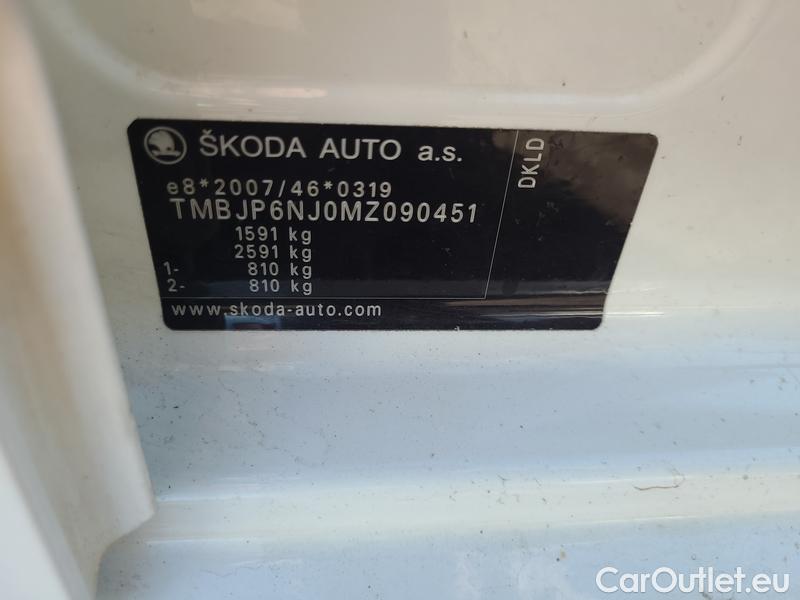 ŠKODA AUTO a.s.
DKLD
e8*2007/46*0319
TMBJP6NJ0MZ090451
1591 kg
2591 kg
1- 810 kg
2- 810 kg
www.skoda-auto.com
CarOutlet.eu